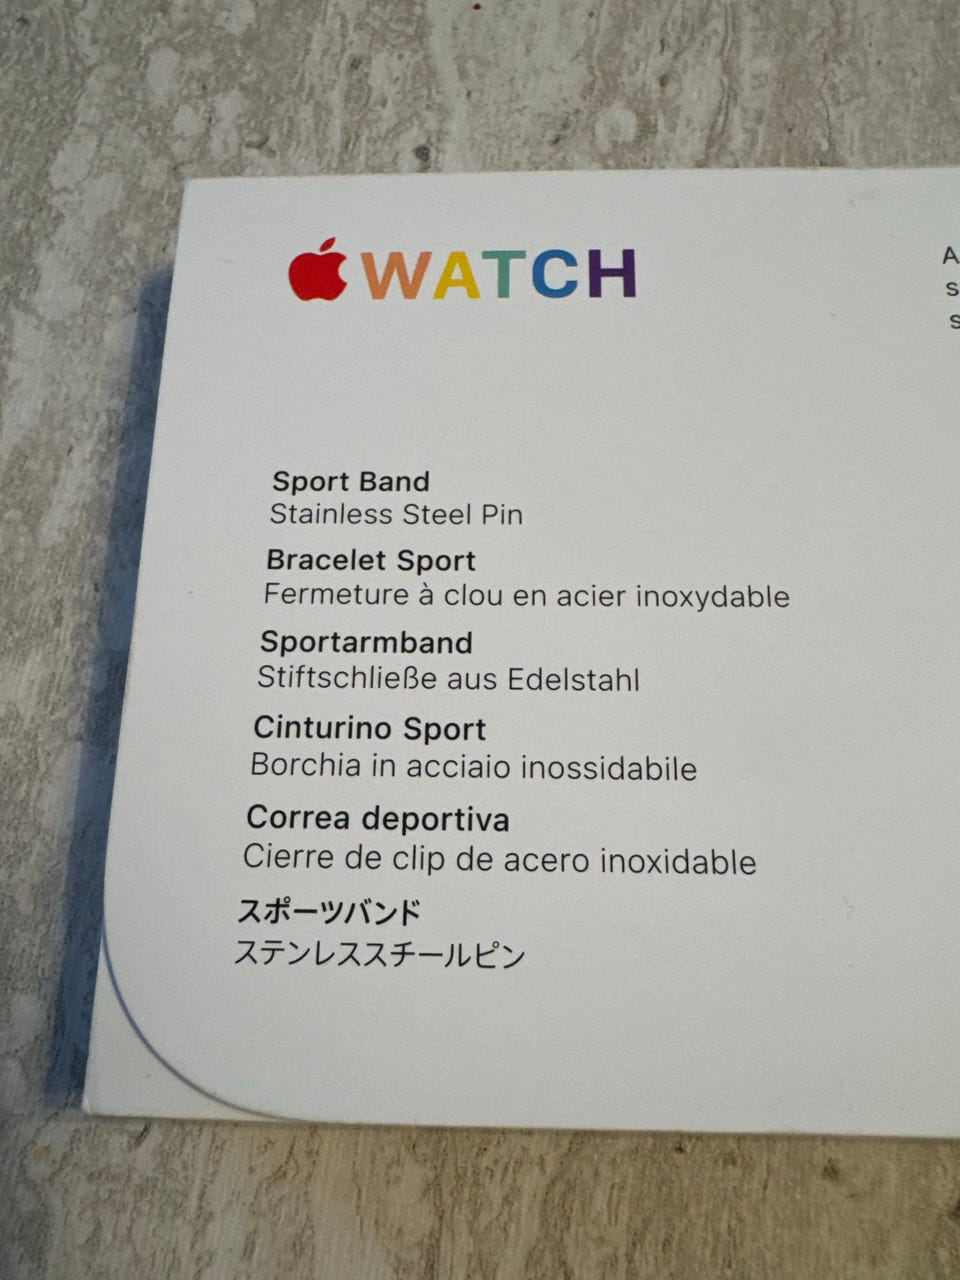 WATCH
Sport Band
Stainless Steel Pin
Bracelet Sport
Fermeture à clou en acier inoxydable
Sportarmband
Stiftschließe aus Edelstahl
Cinturino Sport
Borchia in acciaio inossidabile
Correa deportiva
Cierre de clip de acero inoxidable
スポーツバンド
ステンレススチールピン